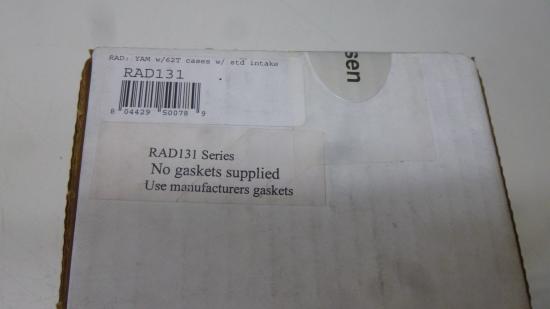 RAD: YAM w/62T cases w/ std intake
RAD131
8 04429 50078 9
sen
RAD131 Series
No gaskets supplied
Use manufacturers gaskets